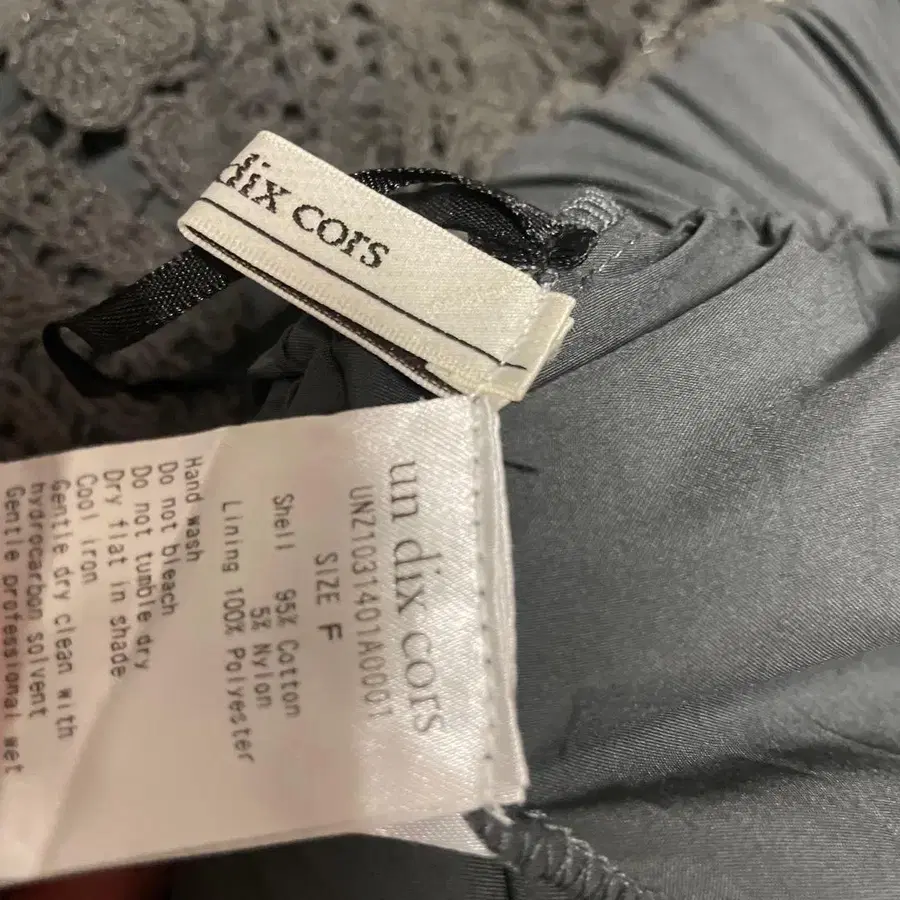 dix cors
un dix cors
UNZ1031401A0001
SIZE F
Shell 95% Cotton
5% Nylon
Lining 100% Polyester
Hand wash
Do not bleach
Do not tumble dry
Dry flat in shade
Cool iron
Gentle dry clean with
hydrocarbon solvent
Gentle professional wet